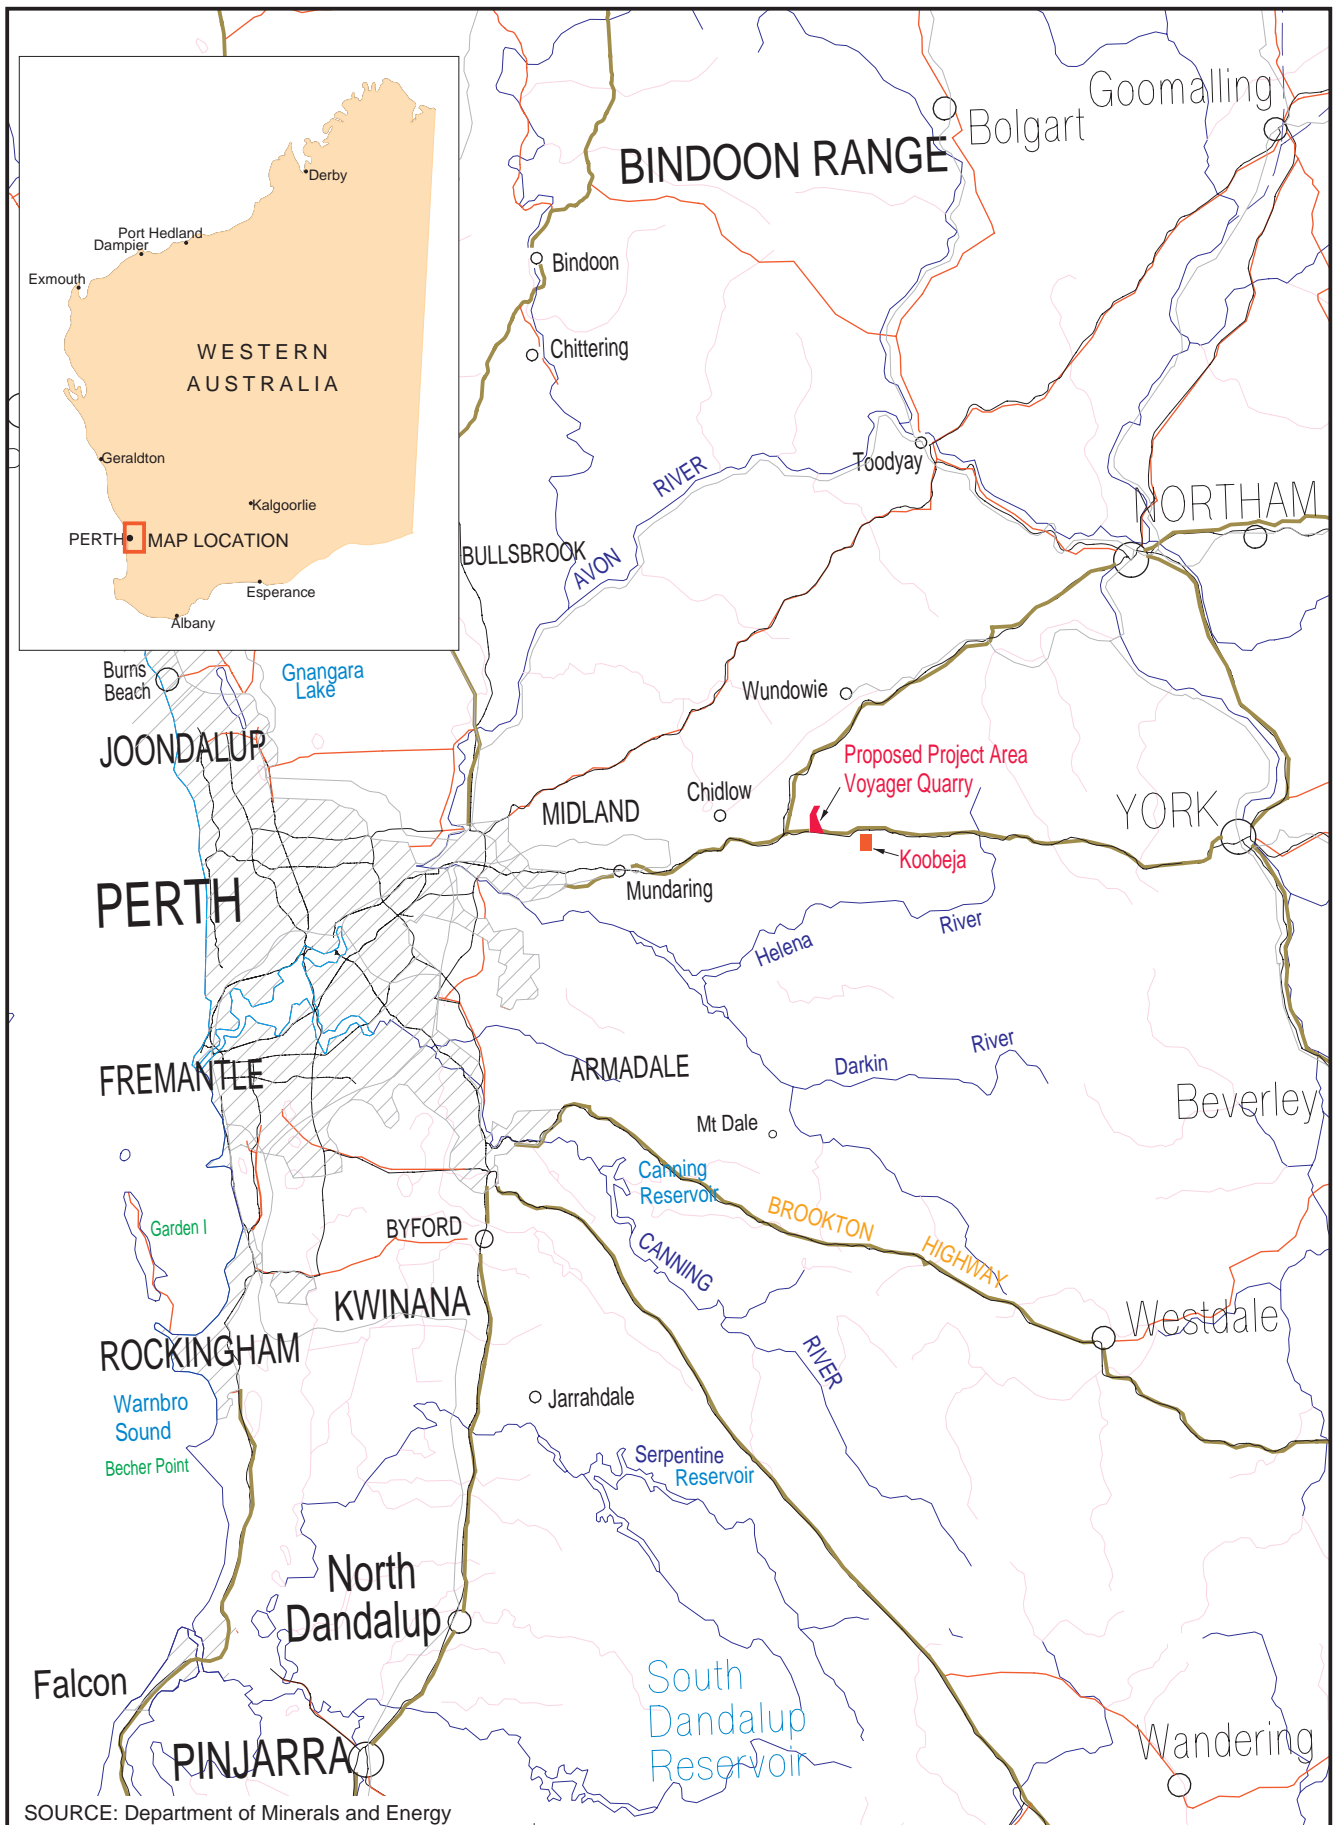 Goomalling
Bolgart
BINDOON RANGE
Derby
Port Hedland
Dampier
Exmouth
WESTERN
AUSTRALIA
Geraldton
Kalgoorlie
PERTH
MAP LOCATION
Esperance
Albany
Bindoon
Chittering
Toodyay
RIVER
AVON
NORTHAM
BULLSBROOK
Burns
Beach
Gnangara
Lake
Wundowie
JOONDALUP
Proposed Project Area
Voyager Quarry
Chidlow
MIDLAND
YORK
Koobeja
Mundaring
PERTH
Helena
River
FREMANTLE
ARMADALE
Darkin
River
Beverley
Mt Dale
Canning
Reservoir
BROOKTON
HIGHWAY
Garden I
BYFORD
CANNING
RIVER
KWINANA
Westdale
ROCKINGHAM
Warnbro
Sound
Becher Point
Jarrahdale
Serpentine
Reservoir
North
Dandalup
Falcon
South
Dandalup
Reservoir
PINJARRA
Wandering
SOURCE: Department of Minerals and Energy